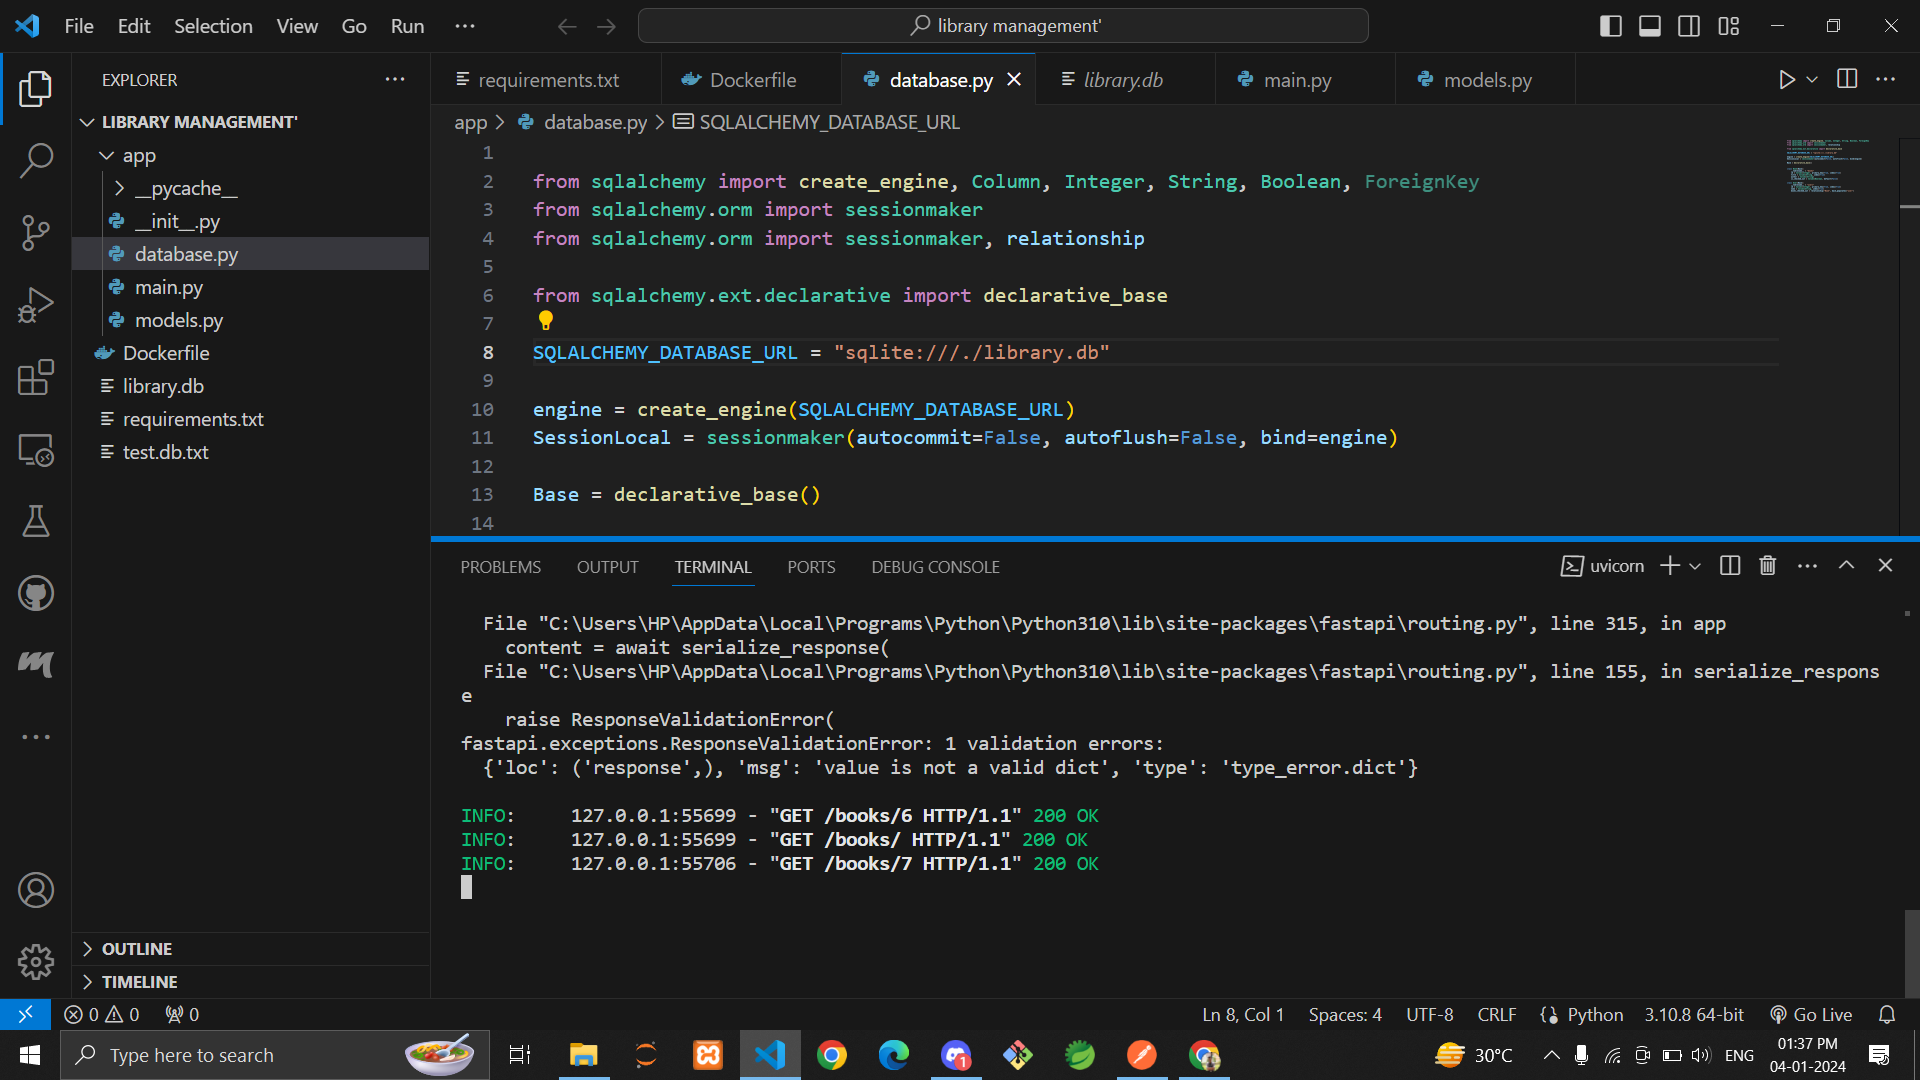 File Edit Selection View Go Run ···
library management'
EXPLORER
LIBRARY MANAGEMENT'
app
__pycache__
__init__.py
database.py
main.py
models.py
Dockerfile
library.db
requirements.txt
test.db.txt
OUTLINE
TIMELINE
requirements.txt Dockerfile database.py library.db main.py models.py
app > database.py > SQLALCHEMY_DATABASE_URL
1
2 from sqlalchemy import create_engine, Column, Integer, String, Boolean, ForeignKey
3 from sqlalchemy.orm import sessionmaker
4 from sqlalchemy.orm import sessionmaker, relationship
5
6 from sqlalchemy.ext.declarative import declarative_base
7
8 SQLALCHEMY_DATABASE_URL = "sqlite:///./library.db"
9
10 engine = create_engine(SQLALCHEMY_DATABASE_URL)
11 SessionLocal = sessionmaker(autocommit=False, autoflush=False, bind=engine)
12
13 Base = declarative_base()
14
PROBLEMS OUTPUT TERMINAL PORTS DEBUG CONSOLE
uvicorn
File "C:\Users\HP\AppData\Local\Programs\Python\Python310\lib\site-packages\fastapi\routing.py", line 315, in app
content = await serialize_response(
File "C:\Users\HP\AppData\Local\Programs\Python\Python310\lib\site-packages\fastapi\routing.py", line 155, in serialize_respons
e
raise ResponseValidationError(
fastapi.exceptions.ResponseValidationError: 1 validation errors:
{'loc': ('response',), 'msg': 'value is not a valid dict', 'type': 'type_error.dict'}
INFO: 127.0.0.1:55699 - "GET /books/6 HTTP/1.1" 200 OK
INFO: 127.0.0.1:55699 - "GET /books/ HTTP/1.1" 200 OK
INFO: 127.0.0.1:55706 - "GET /books/7 HTTP/1.1" 200 OK
0 0 0
Ln 8, Col 1 Spaces: 4 UTF-8 CRLF Python 3.10.8 64-bit Go Live
Type here to search
1
30°C
ENG
01:37 PM
04-01-2024